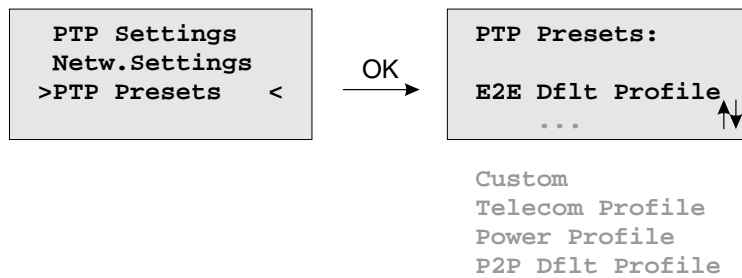 PTP Settings
Netw.Settings
>PTP Presets <
OK
PTP Presets:
E2E Dflt Profile
...
Custom
Telecom Profile
Power Profile
P2P Dflt Profile